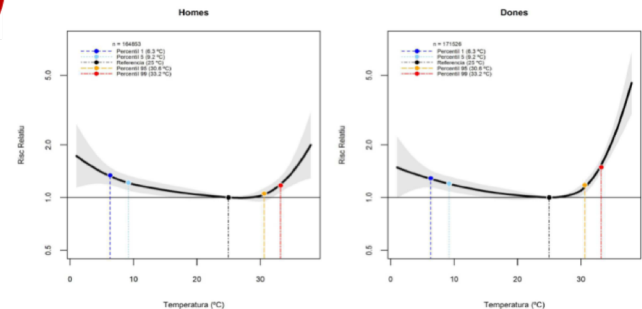 Homes
n = 164653
Percentil 1 (6.3 ºC)
Percentil 5 (9.2 ºC)
Referencia (25 ºC)
Percentil 95 (30.6 ºC)
Percentil 99 (33.2 ºC)
Risc Relatiu
5.0
2.0
1.0
0.5
0
10
20
30
Temperatura (ºC)
Dones
n = 171526
Percentil 1 (6.3 ºC)
Percentil 5 (9.2 ºC)
Referencia (25 ºC)
Percentil 95 (30.6 ºC)
Percentil 99 (33.2 ºC)
Risc Relatiu
5.0
2.0
1.0
0.5
0
10
20
30
Temperatura (ºC)